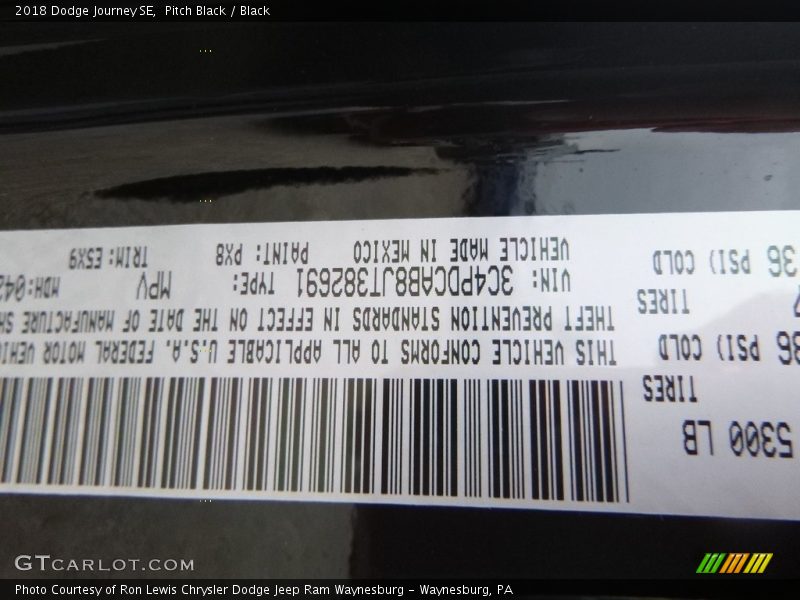 2018 Dodge Journey SE,  Pitch Black / Black
5300 LB
TIRES
36 PSI) COLD
TIRES
36 PSI) COLD
THIS VEHICLE CONFORMS TO ALL APPLICABLE U.S.A. FEDERAL MOTOR
THEFT PREVENTION STANDARDS IN EFFECT ON THE DATE OF MANUFACTURE
VIN: 3C4PDCAB8JT382691 TYPE: MPV MDH:
VEHICLE MADE IN MEXICO PAINT: PX8 TRIM: E5X9
GTCARLOT.COM
Photo Courtesy of Ron Lewis Chrysler Dodge Jeep Ram Waynesburg - Waynesburg, PA